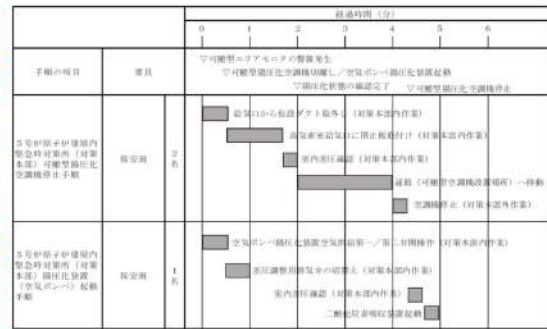 経過時間（分）
0 1 2 3 4 5 6
手順の項目
要員
▽可搬型エリアモニタの警報発生
▽可搬型陽圧化空調機切離し／空気ボンベ陽圧化装置起動
▽陽圧化状態の確認完了
▽可搬型陽圧化空調機停止
5号炉原子炉建屋内
緊急時対策所（対策
本部）可搬型陽圧化
空調機停止手順
保安班
2名
給気口から仮設ダクト取外し（対策本部内作業）
高気密室給気口に閉止板取付け（対策本部内作業）
室内差圧確認（対策本部内作業）
通路（可搬型空調機設置場所）へ移動
空調機停止（対策本部外作業）
5号炉原子炉建屋内
緊急時対策所（対策
本部）陽圧化装置
（空気ボンベ）起動
手順
保安班
1名
空気ボンベ陽圧化装置空気供給第一／第二弁開操作（対策本部内作業）
差圧調整用排気弁の切替え（対策本部内作業）
室内差圧確認（対策本部内作業）
二酸化炭素吸収装置起動